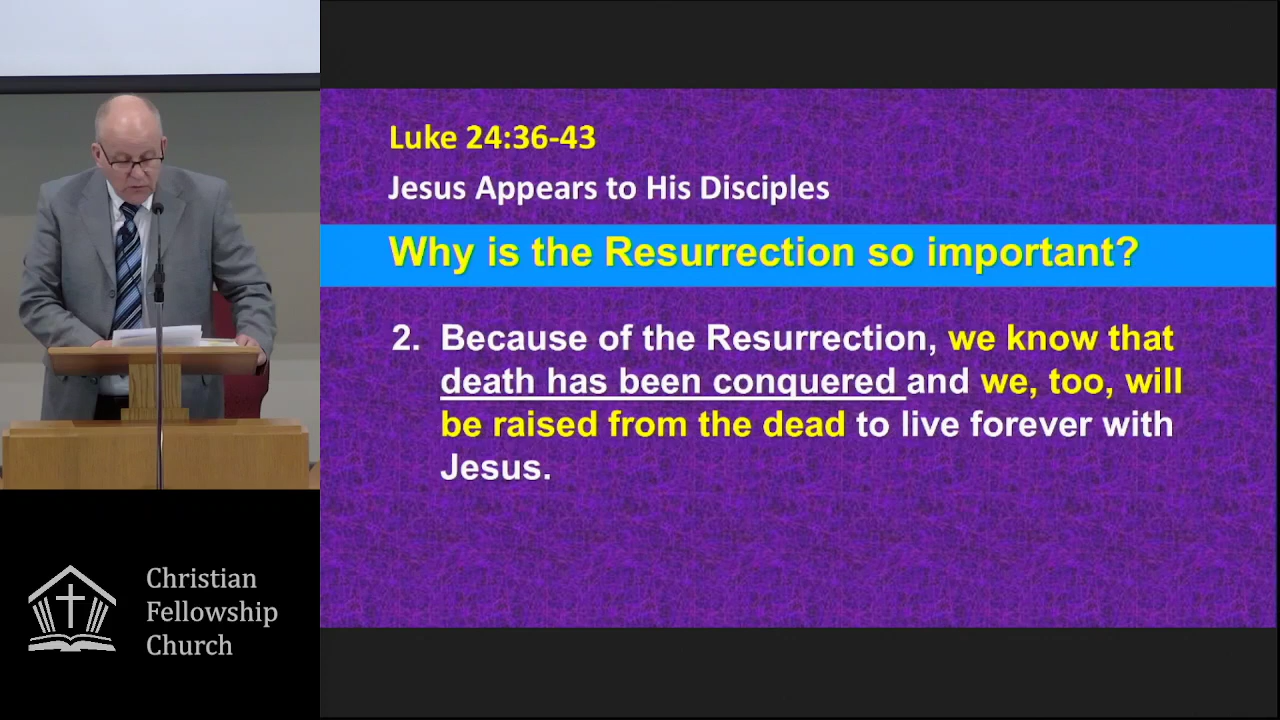 Luke 24:36-43
Jesus Appears to His Disciples
Why is the Resurrection so important?
2. Because of the Resurrection, we know that
death has been conquered and we, too, will
be raised from the dead to live forever with
Jesus.
Christian
Fellowship
Church